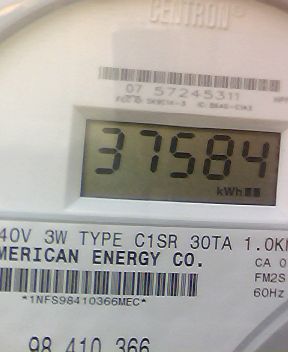 CENTRON
07 57245311
37584
kWh
40V 3W TYPE C1SR 30TA 1.0K
MERICAN ENERGY CO.
CA 0
FM2S
*1NFS98410366MEC*
60Hz
98 410 366